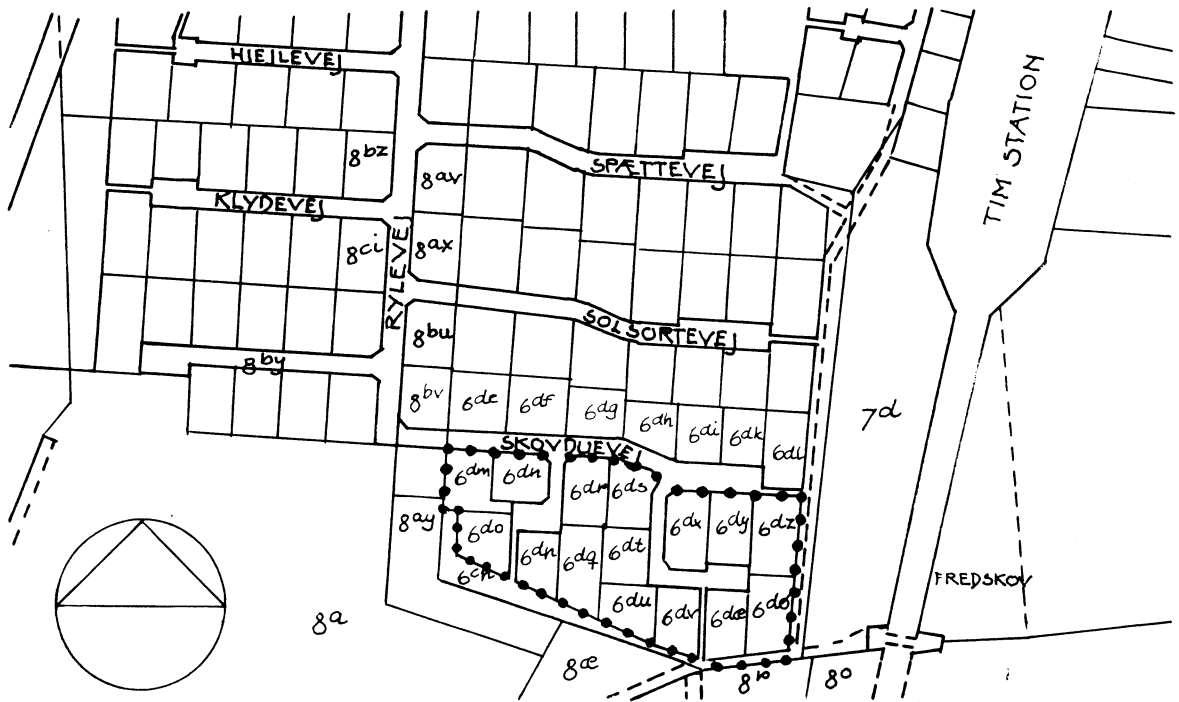 HJEJLEVEJ
TIM STATION
8bz
SPÆTTEVEJ
8av
KLYDEVEJ
RYLEVEJ
8ci
8ax
SOLSORTEVEJ
8bu
8by
8bv
6de
6df
6dg
6dh
6di
6dk
6dl
7d
SKOVDUEVEJ
6dm
6dn
6dr
6ds
6dx
6dy
6dz
8ay
6do
6dq
6dt
FREDSKOV
6du
6dv
6dæ
6dø
8a
8æ
8o